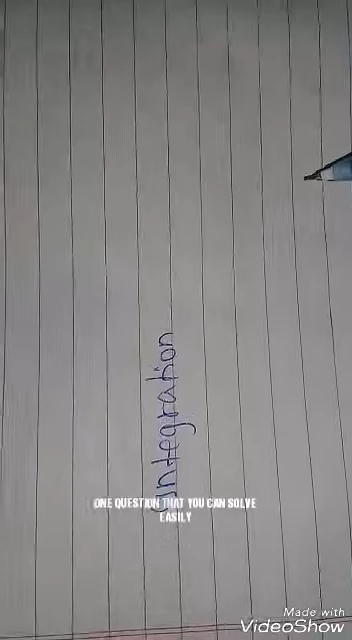 Integration
ONE QUESTION THAT YOU CAN SOLVE
EASILY
Made with
VideoShow